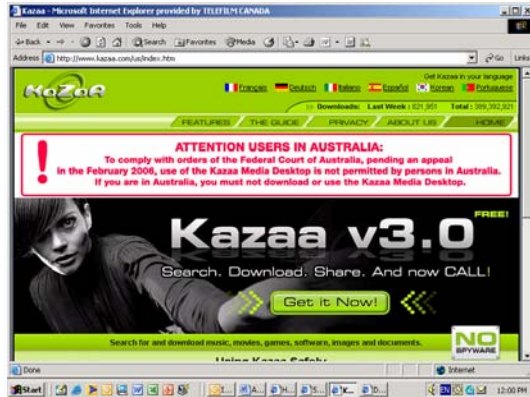 Kazaa - Microsoft Internet Explorer provided by TELEFILM CANADA
File Edit View Favorites Tools Help
Back Search Favorites Media
Address http://www.kazaa.com/us/index.htm Go Links
Get Kazaa in your language
KaZaA
Français Deutsch Italiano Español Korean Portuguese
Downloads: Last Week : 821,951 Total : 389,392,921
FEATURES THE GUIDE PRIVACY ABOUT US HOME
! ATTENTION USERS IN AUSTRALIA:
To comply with orders of the Federal Court of Australia, pending an appeal
in the February 2006, use of the Kazaa Media Desktop is not permitted by persons in Australia.
If you are in Australia, you must not download or use the Kazaa Media Desktop.
FREE!
Kazaa v3.0
Search. Download. Share. And now CALL!
Get it Now!
Search for and download music, movies, games, software, images and documents.
NO
SPYWARE
Using Kazaa Safely
Done Internet
Start EN 12:00 PM